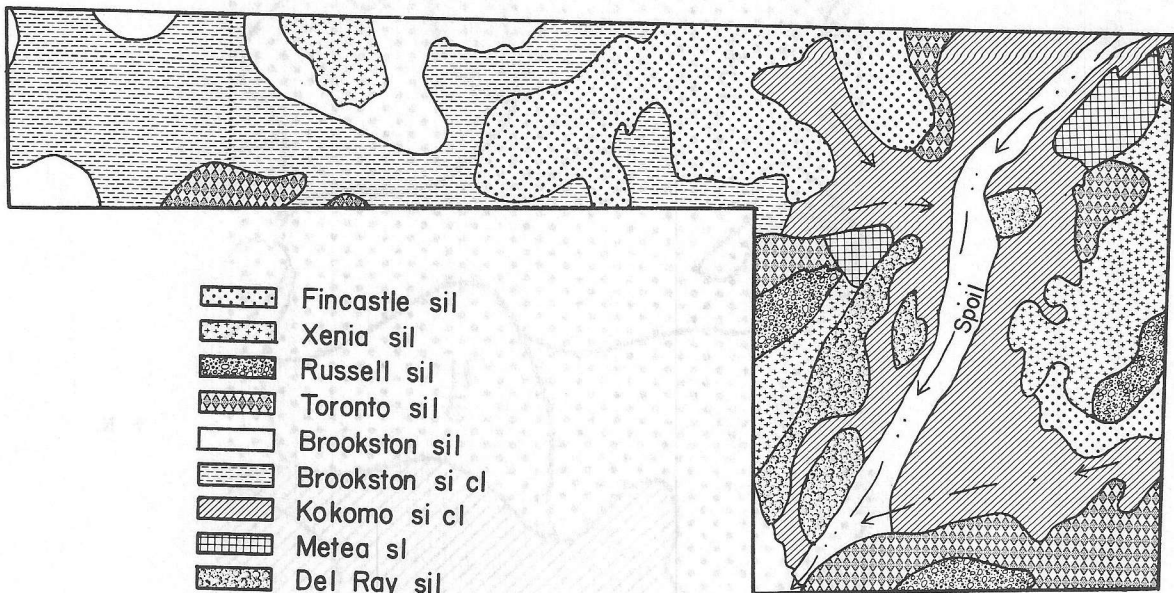 Spoil
Fincastle sil
Xenia sil
Russell sil
Toronto sil
Brookston sil
Brookston si cl
Kokomo si cl
Metea sl
Del Ray sil